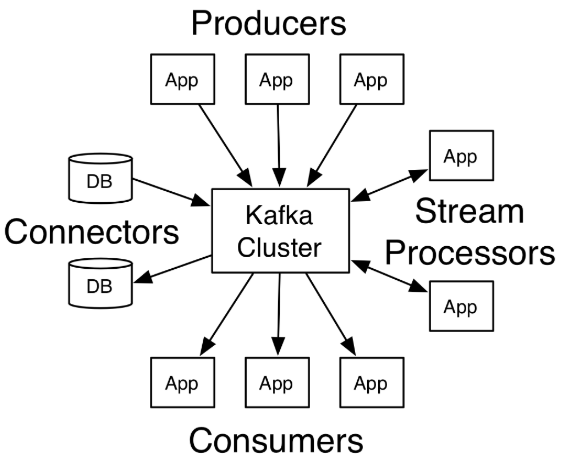 Producers
App
App
App
DB
App
Kafka
Cluster
Connectors
Stream
Processors
DB
App
App
App
App
Consumers